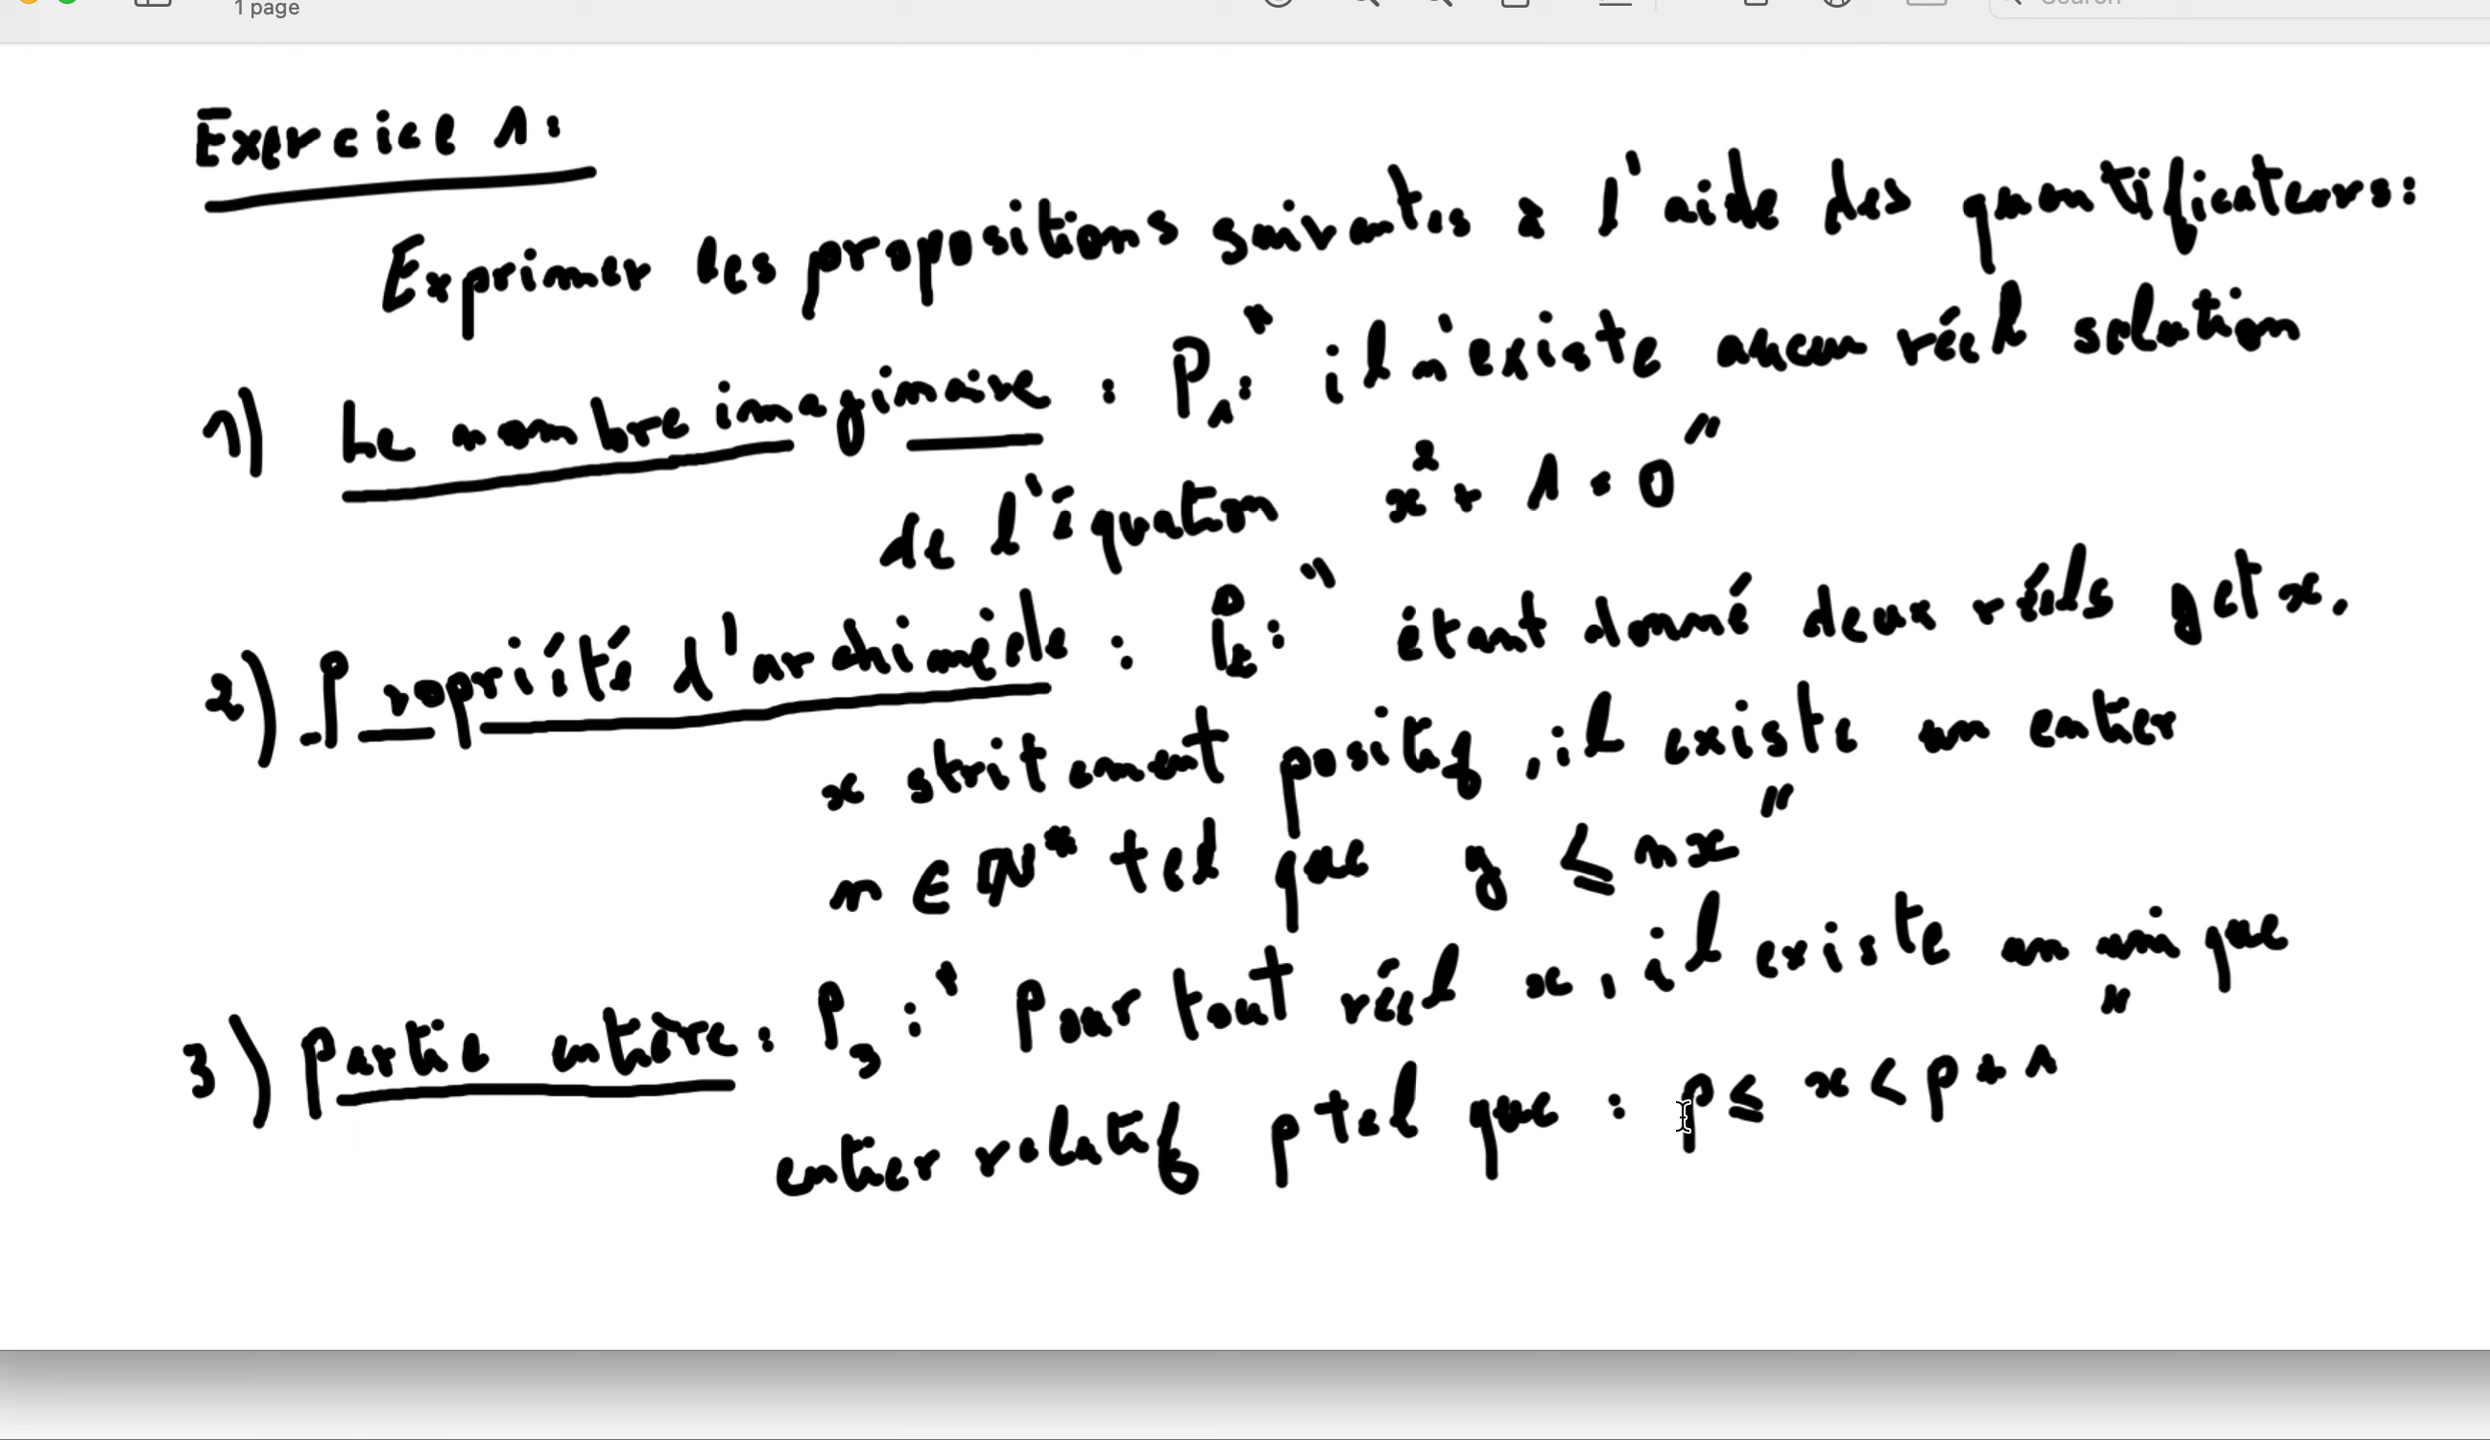 1 page
Search
Exercice 1:
Exprimer les propositions suivantes à l'aide des quantificateurs:
1) Le nombre imaginaire : P₁: "il n'existe aucun réel solution
de l'équation x² + 1 = 0"
2) Propriété d'archimède : P₂: "étant donné deux réels y et x,
x stritement positif, il existe un entier
n ∈ ℕ* tel que y ≤ nx"
3) Partie entière : P₃ : "Pour tout réel x, il existe un unique
entier relatif p tel que : p ≤ x < p + 1"